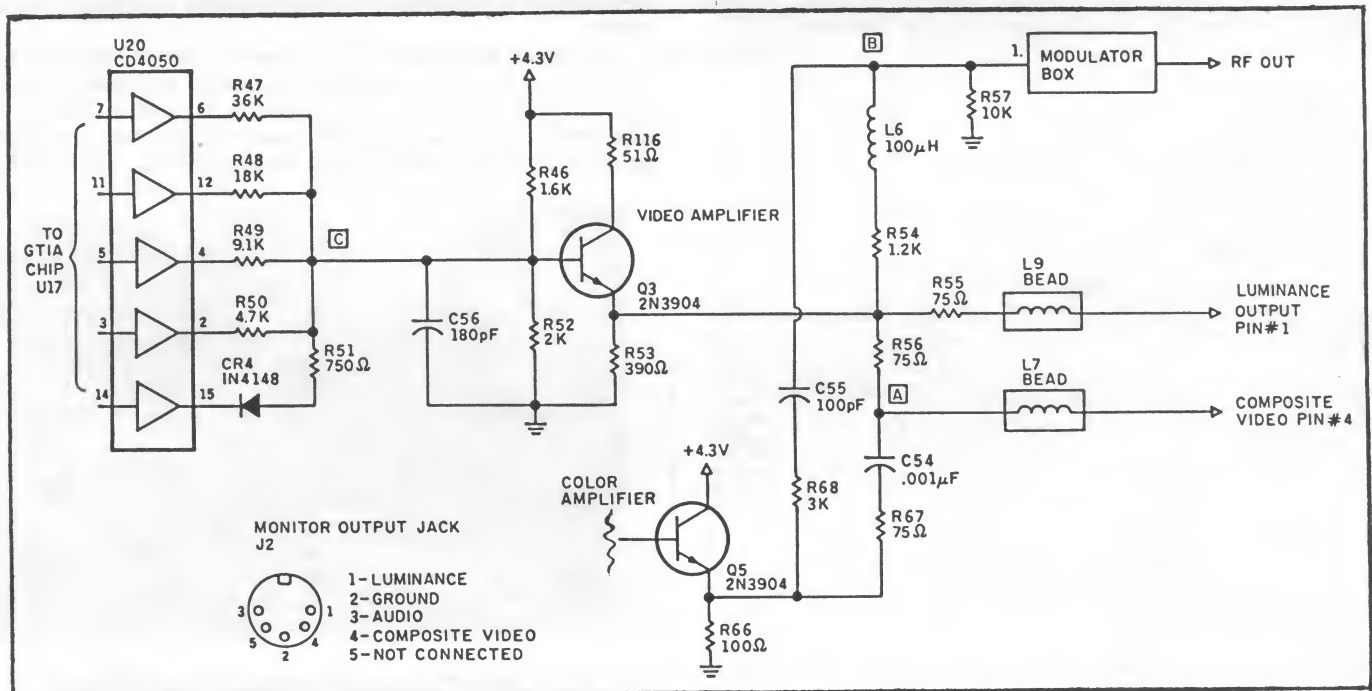 U20
CD4050
7
6
R47
36K
11
12
R48
18K
5
4
R49
9.1K
3
2
R50
4.7K
14
15
CR4
IN4148
R51
750Ω
TO
GTIA
CHIP
U17
C
C56
180pF
+4.3V
R46
1.6K
R116
51Ω
VIDEO AMPLIFIER
Q3
2N3904
R52
2K
R53
390Ω
B
1.
MODULATOR
BOX
RF OUT
R57
10K
L6
100μH
R54
1.2K
R55
75Ω
L9
BEAD
LUMINANCE
OUTPUT
PIN#1
R56
75Ω
A
L7
BEAD
COMPOSITE
VIDEO PIN#4
C55
100pF
C54
.001μF
R68
3K
R67
75Ω
+4.3V
COLOR
AMPLIFIER
Q5
2N3904
R66
100Ω
MONITOR OUTPUT JACK
J2
3
1
5
4
2
1-LUMINANCE
2-GROUND
3-AUDIO
4-COMPOSITE VIDEO
5-NOT CONNECTED